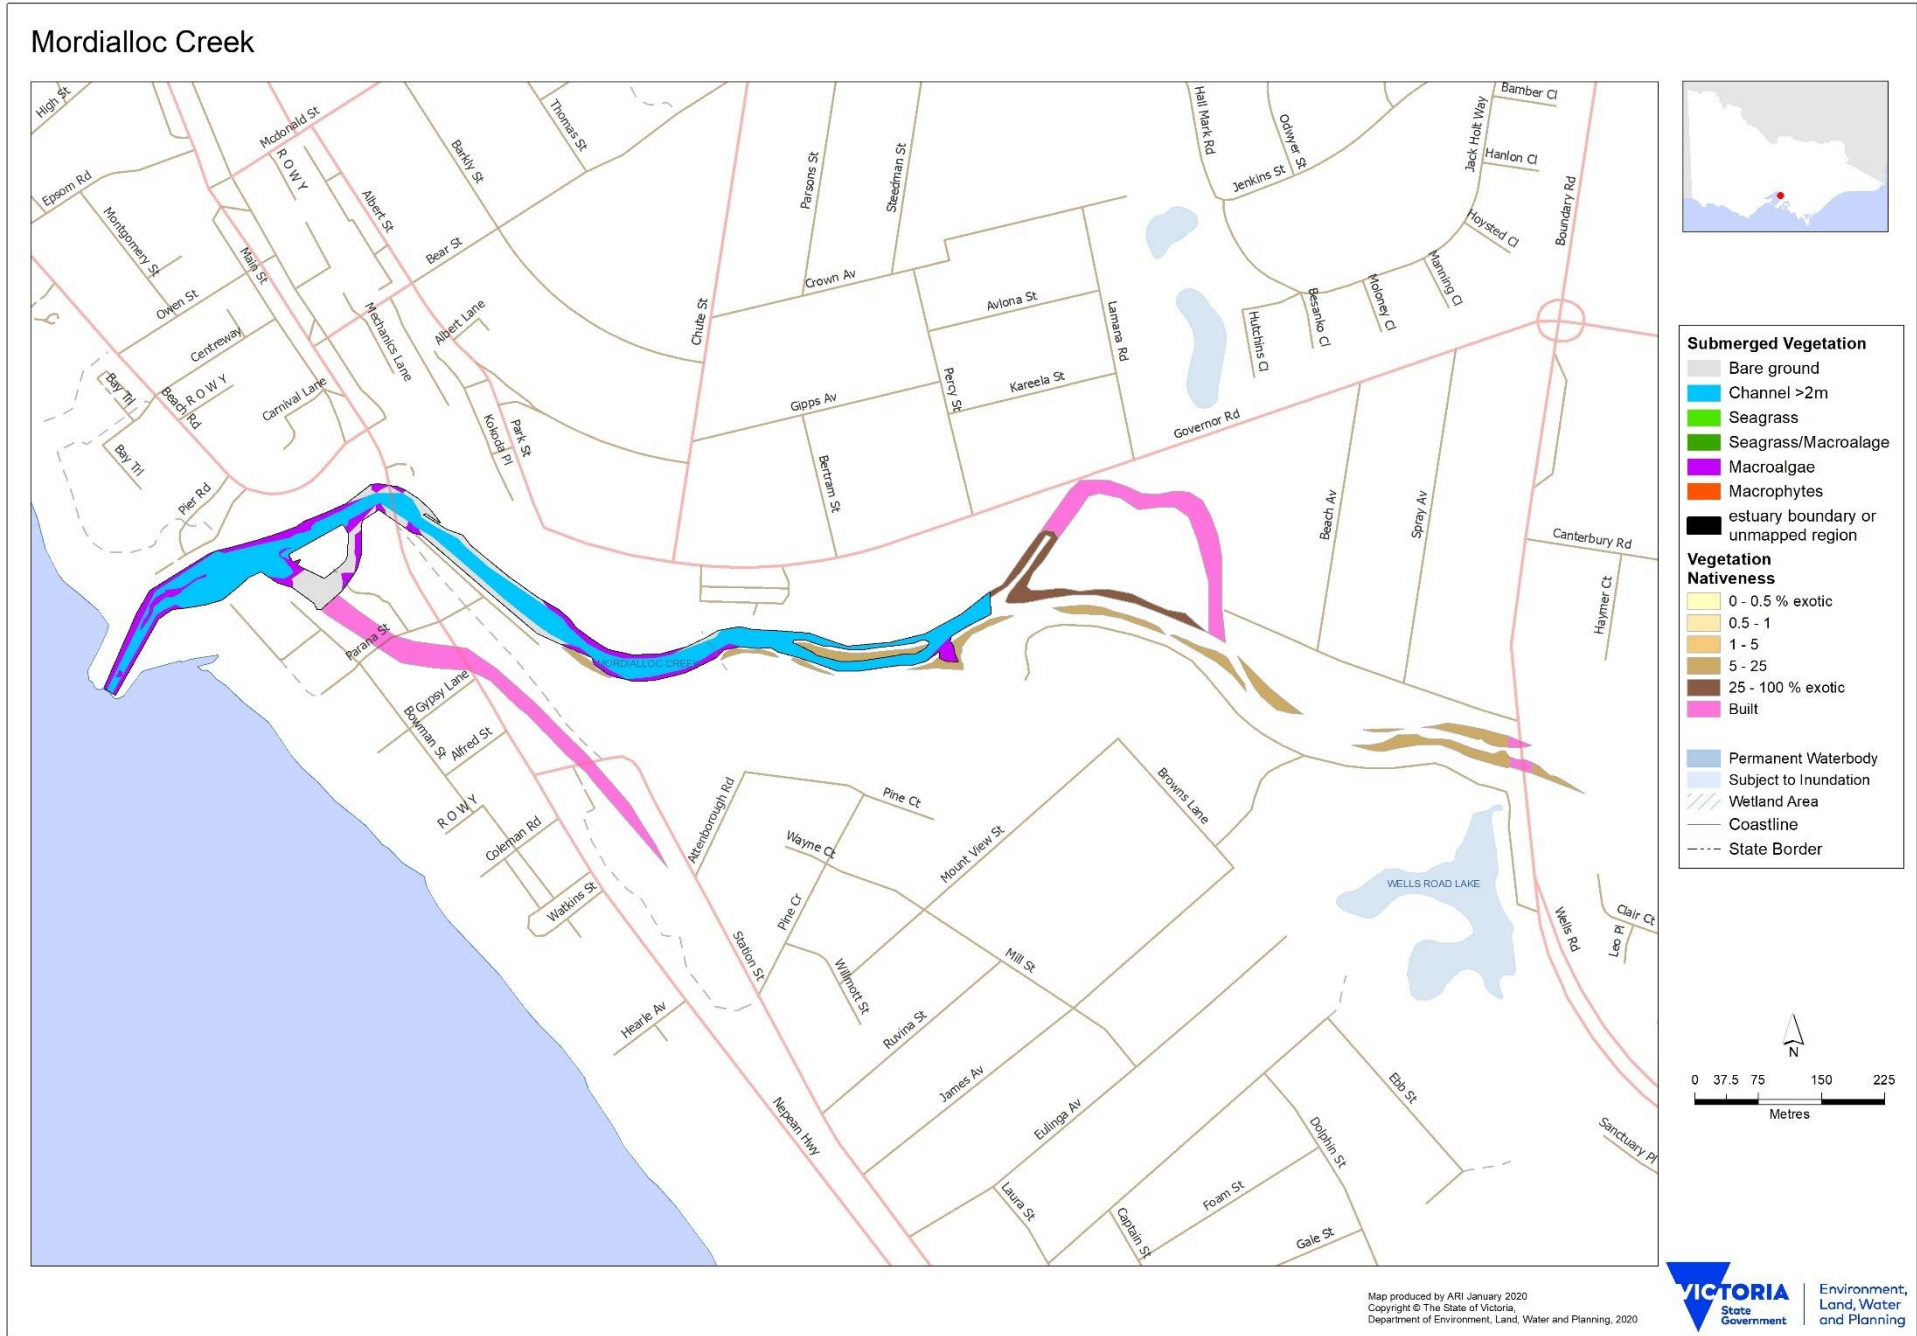 Mordialloc Creek
High St
Mcdonald St
R O W Y
Thomas St
Barkly St
Epsom Rd
Albert St
Montgomery St
Main St
Bear St
Owen St
Mechanics Lane
Albert Lane
Centreway
R O W Y
Bay Trl
Beach Rd
Carnival Lane
Bay Trl
Kokoda Pl
Park St
Pier Rd
Parsons St
Steedman St
Crown Av
Chute St
Avlona St
Lamana Rd
Percy St
Kareela St
Gipps Av
Bertram St
Governor Rd
Hall Mark Rd
Odwyer St
Jenkins St
Jack Holt Way
Bamber Cl
Hanlon Cl
Boundary Rd
Hoysted Cl
Manning Cl
Moloney Cl
Besanko Cl
Hutchins Cl
Beach Av
Spray Av
Canterbury Rd
Haymer Ct
MORDIALLOC CREEK
Parana St
Gypsy Lane
Bowman St
Alfred St
R O W Y
Coleman Rd
Watkins St
Attenborough Rd
Pine Ct
Wayne Ct
Mount View St
Browns Lane
Pine Cr
Station St
Willmott St
Mill St
Hearle Av
Ruvina St
James Av
Nepean Hwy
Eulinga Av
Laura St
Captain St
Foam St
Gale St
Dolphin St
Ebb St
WELLS ROAD LAKE
Wells Rd
Clair Ct
Leo Pl
Sanctuary Pl
Submerged Vegetation
Bare ground
Channel >2m
Seagrass
Seagrass/Macroalage
Macroalgae
Macrophytes
estuary boundary or
unmapped region
Vegetation
Nativeness
0 - 0.5 % exotic
0.5 - 1
1 - 5
5 - 25
25 - 100 % exotic
Built
Permanent Waterbody
Subject to Inundation
Wetland Area
Coastline
State Border
N
0 37.5 75 150 225
Metres
Map produced by ARI January 2020
Copyright © The State of Victoria,
Department of Environment, Land, Water and Planning, 2020
VICTORIA
State
Government
Environment,
Land, Water
and Planning